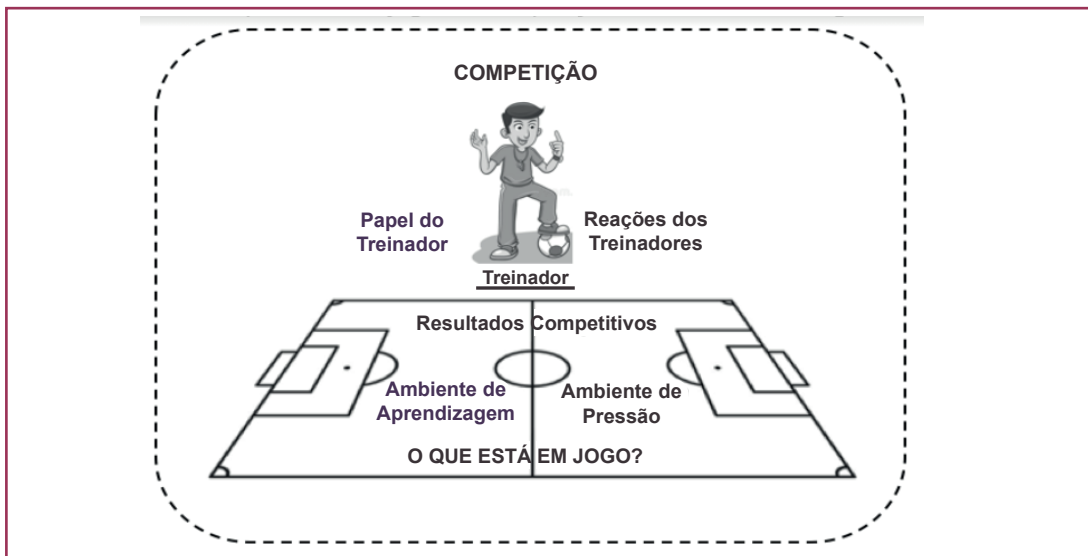 COMPETIÇÃO
Papel do
Treinador
Reações dos
Treinadores
Treinador
Resultados Competitivos
Ambiente de
Aprendizagem
Ambiente de
Pressão
O QUE ESTÁ EM JOGO?